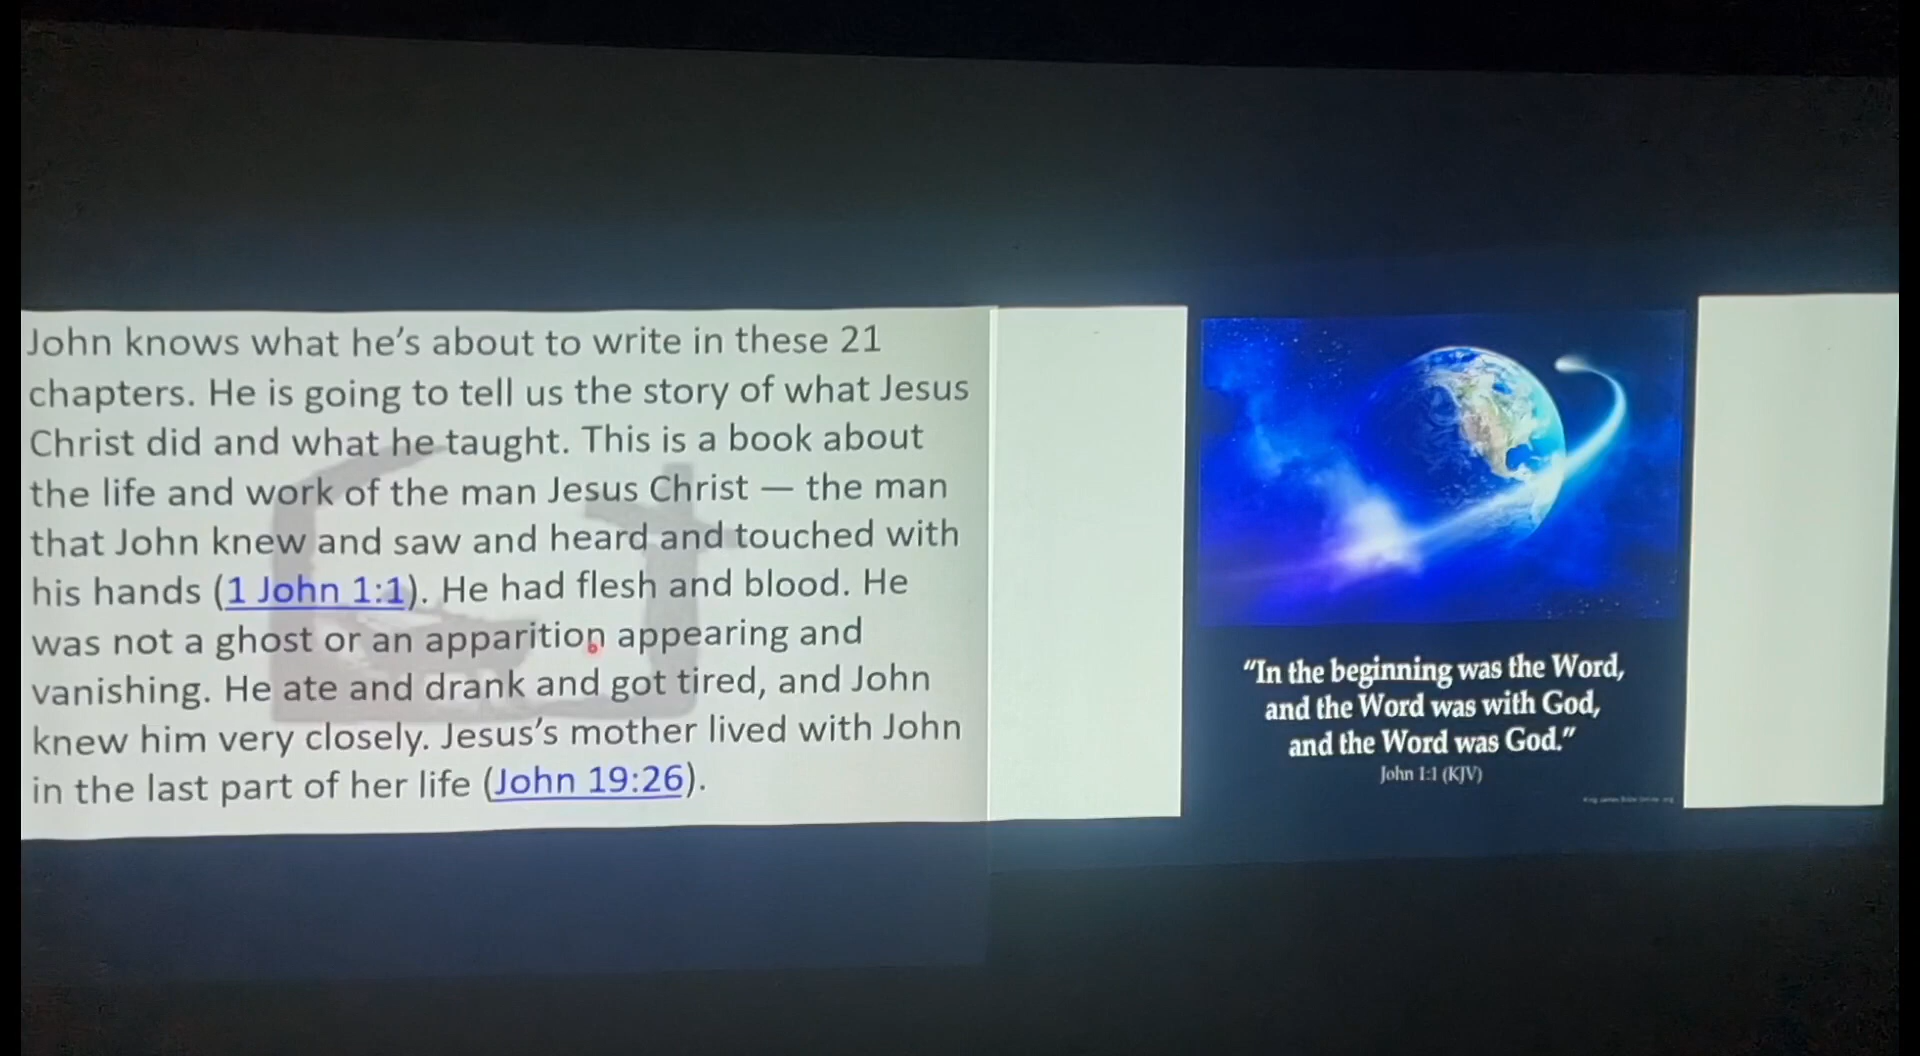 John knows what he's about to write in these 21
chapters. He is going to tell us the story of what Jesus
Christ did and what he taught. This is a book about
the life and work of the man Jesus Christ — the man
that John knew and saw and heard and touched with
his hands (1 John 1:1). He had flesh and blood. He
was not a ghost or an apparition appearing and
vanishing. He ate and drank and got tired, and John
knew him very closely. Jesus's mother lived with John
in the last part of her life (John 19:26).
“In the beginning was the Word,
and the Word was with God,
and the Word was God.”
John 1:1 (KJV)